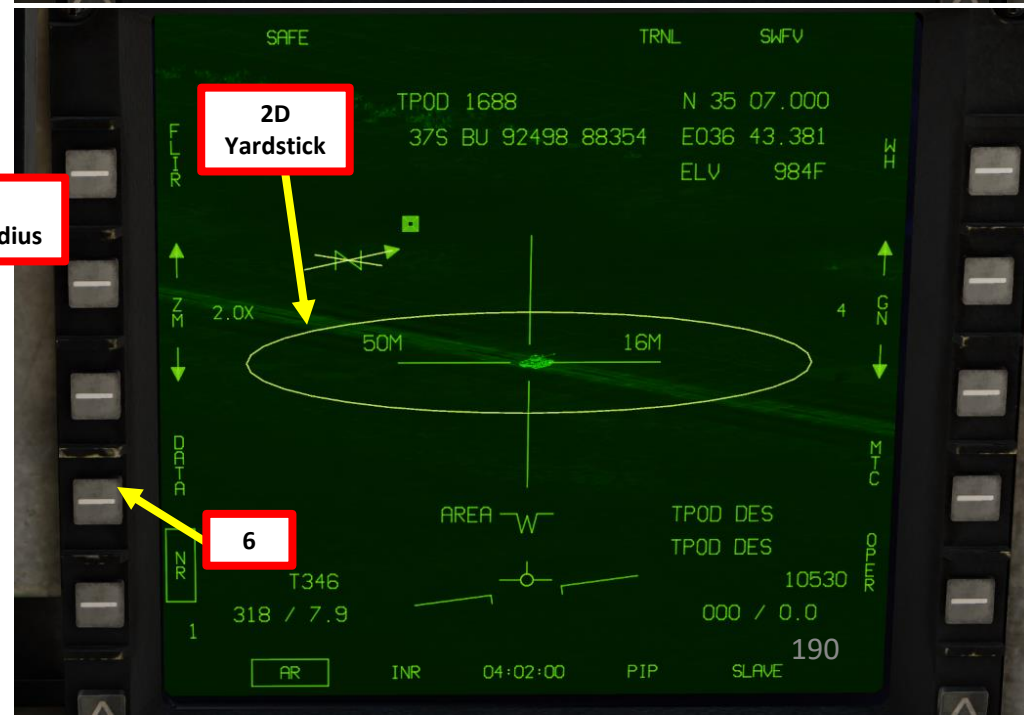 SAFE TRNL SWFV
TPOD 1688 N 35 07.000
37S BU 92498 88354 E036 43.381
ELV 984F
2D
Yardstick
FLIR
WH
dius
ZM
2.0X
4
GN
50M 16M
DATA
MTC
6
AREA W
TPOD DES
TPOD DES
NR
OPER
T346
10530
318 / 7.9
000 / 0.0
1
190
AR INR 04:02:00 PIP SLAVE